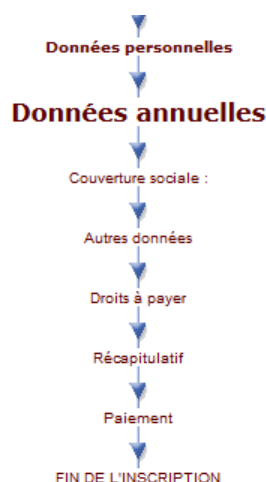 Données personnelles
Données annuelles
Couverture sociale :
Autres données
Droits à payer
Récapitulatif
Paiement
FIN DE L'INSCRIPTION